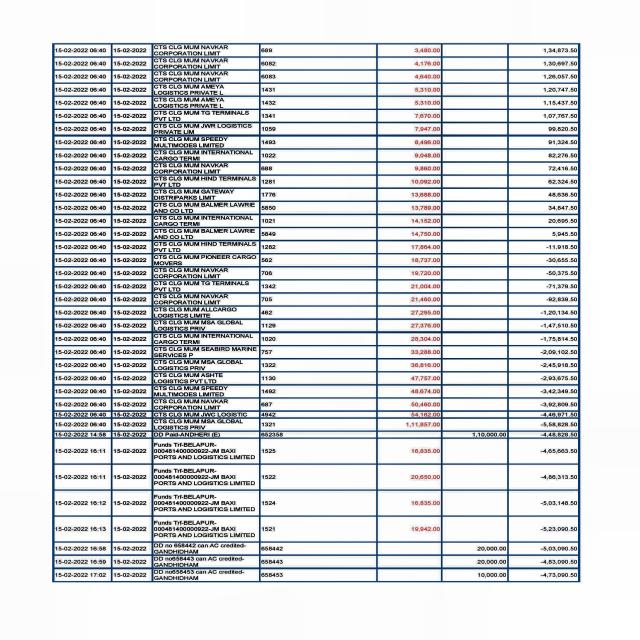 15-02-2022 06:40 15-02-2022 CTS CLG MUM NAVKAR 689 3,480.00 1,34,873.50
CORPORATION LIMIT
15-02-2022 06:40 15-02-2022 CTS CLG MUM NAVKAR 6082 4,176.00 1,30,697.50
CORPORATION LIMIT
15-02-2022 06:40 15-02-2022 CTS CLG MUM NAVKAR 6083 4,640.00 1,26,057.50
CORPORATION LIMIT
15-02-2022 06:40 15-02-2022 CTS CLG MUM AMEYA 1431 5,310.00 1,20,747.50
LOGISTICS PRIVATE L
15-02-2022 06:40 15-02-2022 CTS CLG MUM AMEYA 1432 5,310.00 1,15,437.50
LOGISTICS PRIVATE L
15-02-2022 06:40 15-02-2022 CTS CLG MUM TG TERMINALS 1341 7,670.00 1,07,767.50
PVT LTD
15-02-2022 06:40 15-02-2022 CTS CLG MUM JWR LOGISTICS 1059 7,947.00 99,820.50
PRIVATE LIM
15-02-2022 06:40 15-02-2022 CTS CLG MUM SPEEDY 1493 8,496.00 91,324.50
MULTIMODES LIMITED
15-02-2022 06:40 15-02-2022 CTS CLG MUM INTERNATIONAL 1022 9,048.00 82,276.50
CARGO TERMI
15-02-2022 06:40 15-02-2022 CTS CLG MUM NAVKAR 688 9,860.00 72,416.50
CORPORATION LIMIT
15-02-2022 06:40 15-02-2022 CTS CLG MUM HIND TERMINALS 1281 10,092.00 62,324.50
PVT LTD
15-02-2022 06:40 15-02-2022 CTS CLG MUM GATEWAY 1776 13,688.00 48,636.50
DISTRIPARKS LIMIT
15-02-2022 06:40 15-02-2022 CTS CLG MUM BALMER LAWRIE 5850 13,789.00 34,847.50
AND CO LTD
15-02-2022 06:40 15-02-2022 CTS CLG MUM INTERNATIONAL 1021 14,152.00 20,695.50
CARGO TERMI
15-02-2022 06:40 15-02-2022 CTS CLG MUM BALMER LAWRIE 5849 14,750.00 5,945.50
AND CO LTD
15-02-2022 06:40 15-02-2022 CTS CLG MUM HIND TERMINALS 1282 17,864.00 -11,918.50
PVT LTD
15-02-2022 06:40 15-02-2022 CTS CLG MUM PIONEER CARGO 562 18,737.00 -30,655.50
MOVERS
15-02-2022 06:40 15-02-2022 CTS CLG MUM NAVKAR 706 19,720.00 -50,375.50
CORPORATION LIMIT
15-02-2022 06:40 15-02-2022 CTS CLG MUM TG TERMINALS 1342 21,004.00 -71,379.50
PVT LTD
15-02-2022 06:40 15-02-2022 CTS CLG MUM NAVKAR 705 21,460.00 -92,839.50
CORPORATION LIMIT
15-02-2022 06:40 15-02-2022 CTS CLG MUM ALLCARGO 462 27,295.00 -1,20,134.50
LOGISTICS LIMITE
15-02-2022 06:40 15-02-2022 CTS CLG MUM MSA GLOBAL 1129 27,376.00 -1,47,510.50
LOGISTICS PRIV
15-02-2022 06:40 15-02-2022 CTS CLG MUM INTERNATIONAL 1020 28,304.00 -1,75,814.50
CARGO TERMI
15-02-2022 06:40 15-02-2022 CTS CLG MUM SEABIRD MARINE 757 33,288.00 -2,09,102.50
SERVICES P
15-02-2022 06:40 15-02-2022 CTS CLG MUM MSA GLOBAL 1322 36,816.00 -2,45,918.50
LOGISTICS PRIV
15-02-2022 06:40 15-02-2022 CTS CLG MUM ASHTE 1130 47,757.00 -2,93,675.50
LOGISTICS PVT LTD
15-02-2022 06:40 15-02-2022 CTS CLG MUM SPEEDY 1492 48,674.00 -3,42,349.50
MULTIMODES LIMITED
15-02-2022 06:40 15-02-2022 CTS CLG MUM NAVKAR 687 50,460.00 -3,92,809.50
CORPORATION LIMIT
15-02-2022 06:40 15-02-2022 CTS CLG MUM JWC LOGISTIC 4942 54,162.00 -4,46,971.50
15-02-2022 06:40 15-02-2022 CTS CLG MUM MSA GLOBAL 1321 1,11,857.00 -5,58,828.50
LOGISTICS PRIV
15-02-2022 14:58 15-02-2022 DD Paid-ANDHERI (E) 652358 1,10,000.00 -4,48,828.50
15-02-2022 16:11 15-02-2022 Funds Trf-BELAPUR- 1525 16,835.00 -4,65,663.50
000481400000922-JM BAXI
PORTS AND LOGISTICS LIMITED
15-02-2022 16:11 15-02-2022 Funds Trf-BELAPUR- 1522 20,650.00 -4,86,313.50
000481400000922-JM BAXI
PORTS AND LOGISTICS LIMITED
15-02-2022 16:12 15-02-2022 Funds Trf-BELAPUR- 1524 16,835.00 -5,03,148.50
000481400000922-JM BAXI
PORTS AND LOGISTICS LIMITED
15-02-2022 16:13 15-02-2022 Funds Trf-BELAPUR- 1521 19,942.00 -5,23,090.50
000481400000922-JM BAXI
PORTS AND LOGISTICS LIMITED
15-02-2022 16:58 15-02-2022 DD no 658442 can AC credited- 658442 20,000.00 -5,03,090.50
GANDHIDHAM
15-02-2022 16:59 15-02-2022 DD no658443 can AC credited- 658443 20,000.00 -4,83,090.50
GANDHIDHAM
15-02-2022 17:02 15-02-2022 DD no658453 can AC credited- 658453 10,000.00 -4,73,090.50
GANDHIDHAM